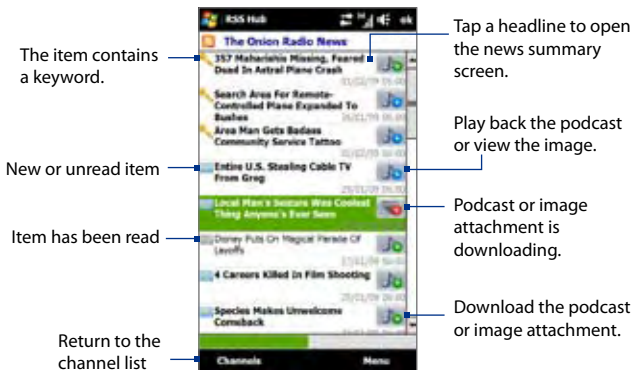 RSS Hub
ok
The Onion Radio News
357 Maharishis Missing, Feared
Dead In Astral Plane Crash
Search Area For Remote-
Controlled Plane Expanded To
Bushes
Area Man Gets Badass
Community Service Tattoo
Entire U.S. Stealing Cable TV
From Greg
Local Man's Seizure Was Coolest
Thing Anyone's Ever Seen
Disney Puts On Magical Parade Of
Layoffs
4 Careers Killed In Film Shooting
Species Makes Unwelcome
Comeback
Channels
Menu
The item contains
a keyword.
New or unread item
Item has been read
Return to the
channel list
Tap a headline to open
the news summary
screen.
Play back the podcast
or view the image.
Podcast or image
attachment is
downloading.
Download the podcast
or image attachment.